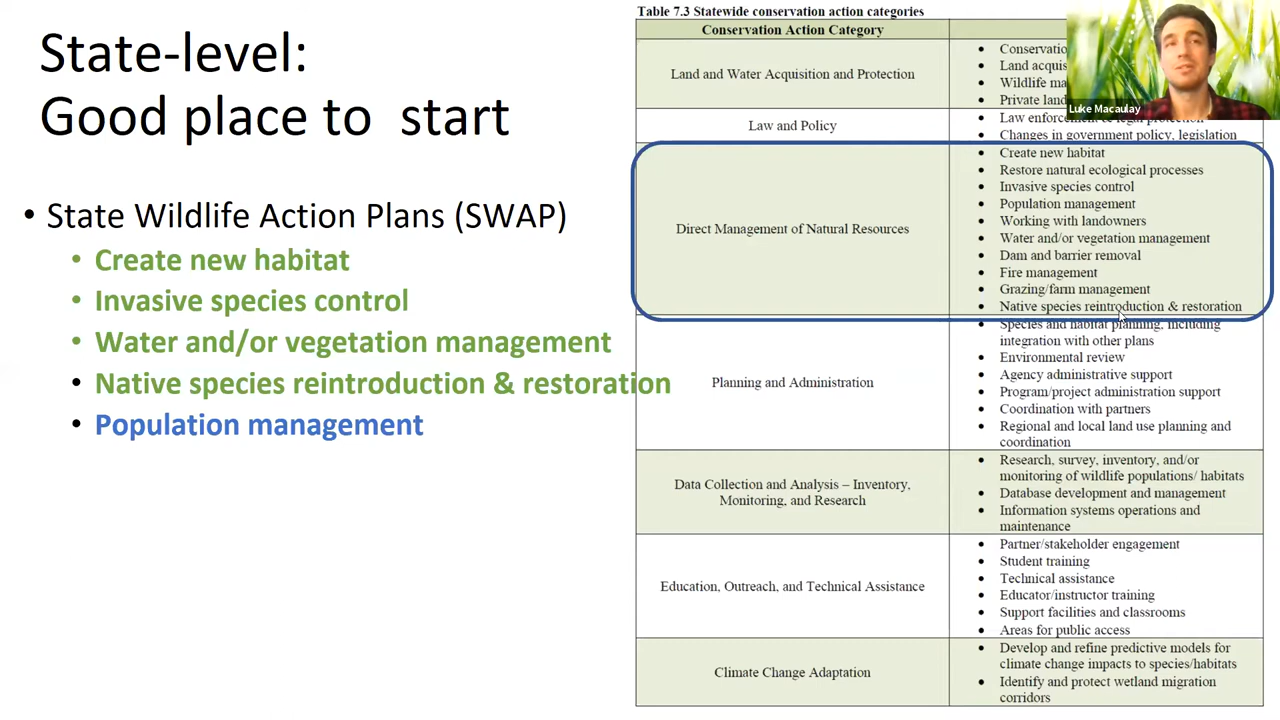 State-level:
Good place to start
• State Wildlife Action Plans (SWAP)
• Create new habitat
• Invasive species control
• Water and/or vegetation management
• Native species reintroduction & restoration
• Population management
Table 7.3 Statewide conservation action categories
Conservation Action Category
Land and Water Acquisition and Protection
• Conservation
• Land
• Wildlife
• Private
Law and Policy
• Law enforcement
• Changes in government policy, legislation
Direct Management of Natural Resources
• Create new habitat
• Restore natural ecological processes
• Invasive species control
• Population management
• Working with landowners
• Water and/or vegetation management
• Dam and barrier removal
• Fire management
• Grazing/farm management
• Native species reintroduction & restoration
Planning and Administration
• Species and habitat planning, including
integration with other plans
• Environmental review
• Agency administrative support
• Program/project administration support
• Coordination with partners
• Regional and local land use planning and
coordination
Data Collection and Analysis – Inventory,
Monitoring, and Research
• Research, survey, inventory, and/or
monitoring of wildlife populations/ habitats
• Database development and management
• Information systems operations and
maintenance
Education, Outreach, and Technical Assistance
• Partner/stakeholder engagement
• Student training
• Technical assistance
• Educator/instructor training
• Support facilities and classrooms
• Areas for public access
Climate Change Adaptation
• Develop and refine predictive models for
climate change impacts to species/habitats
• Identify and protect wetland migration
corridors
Luke Macaulay